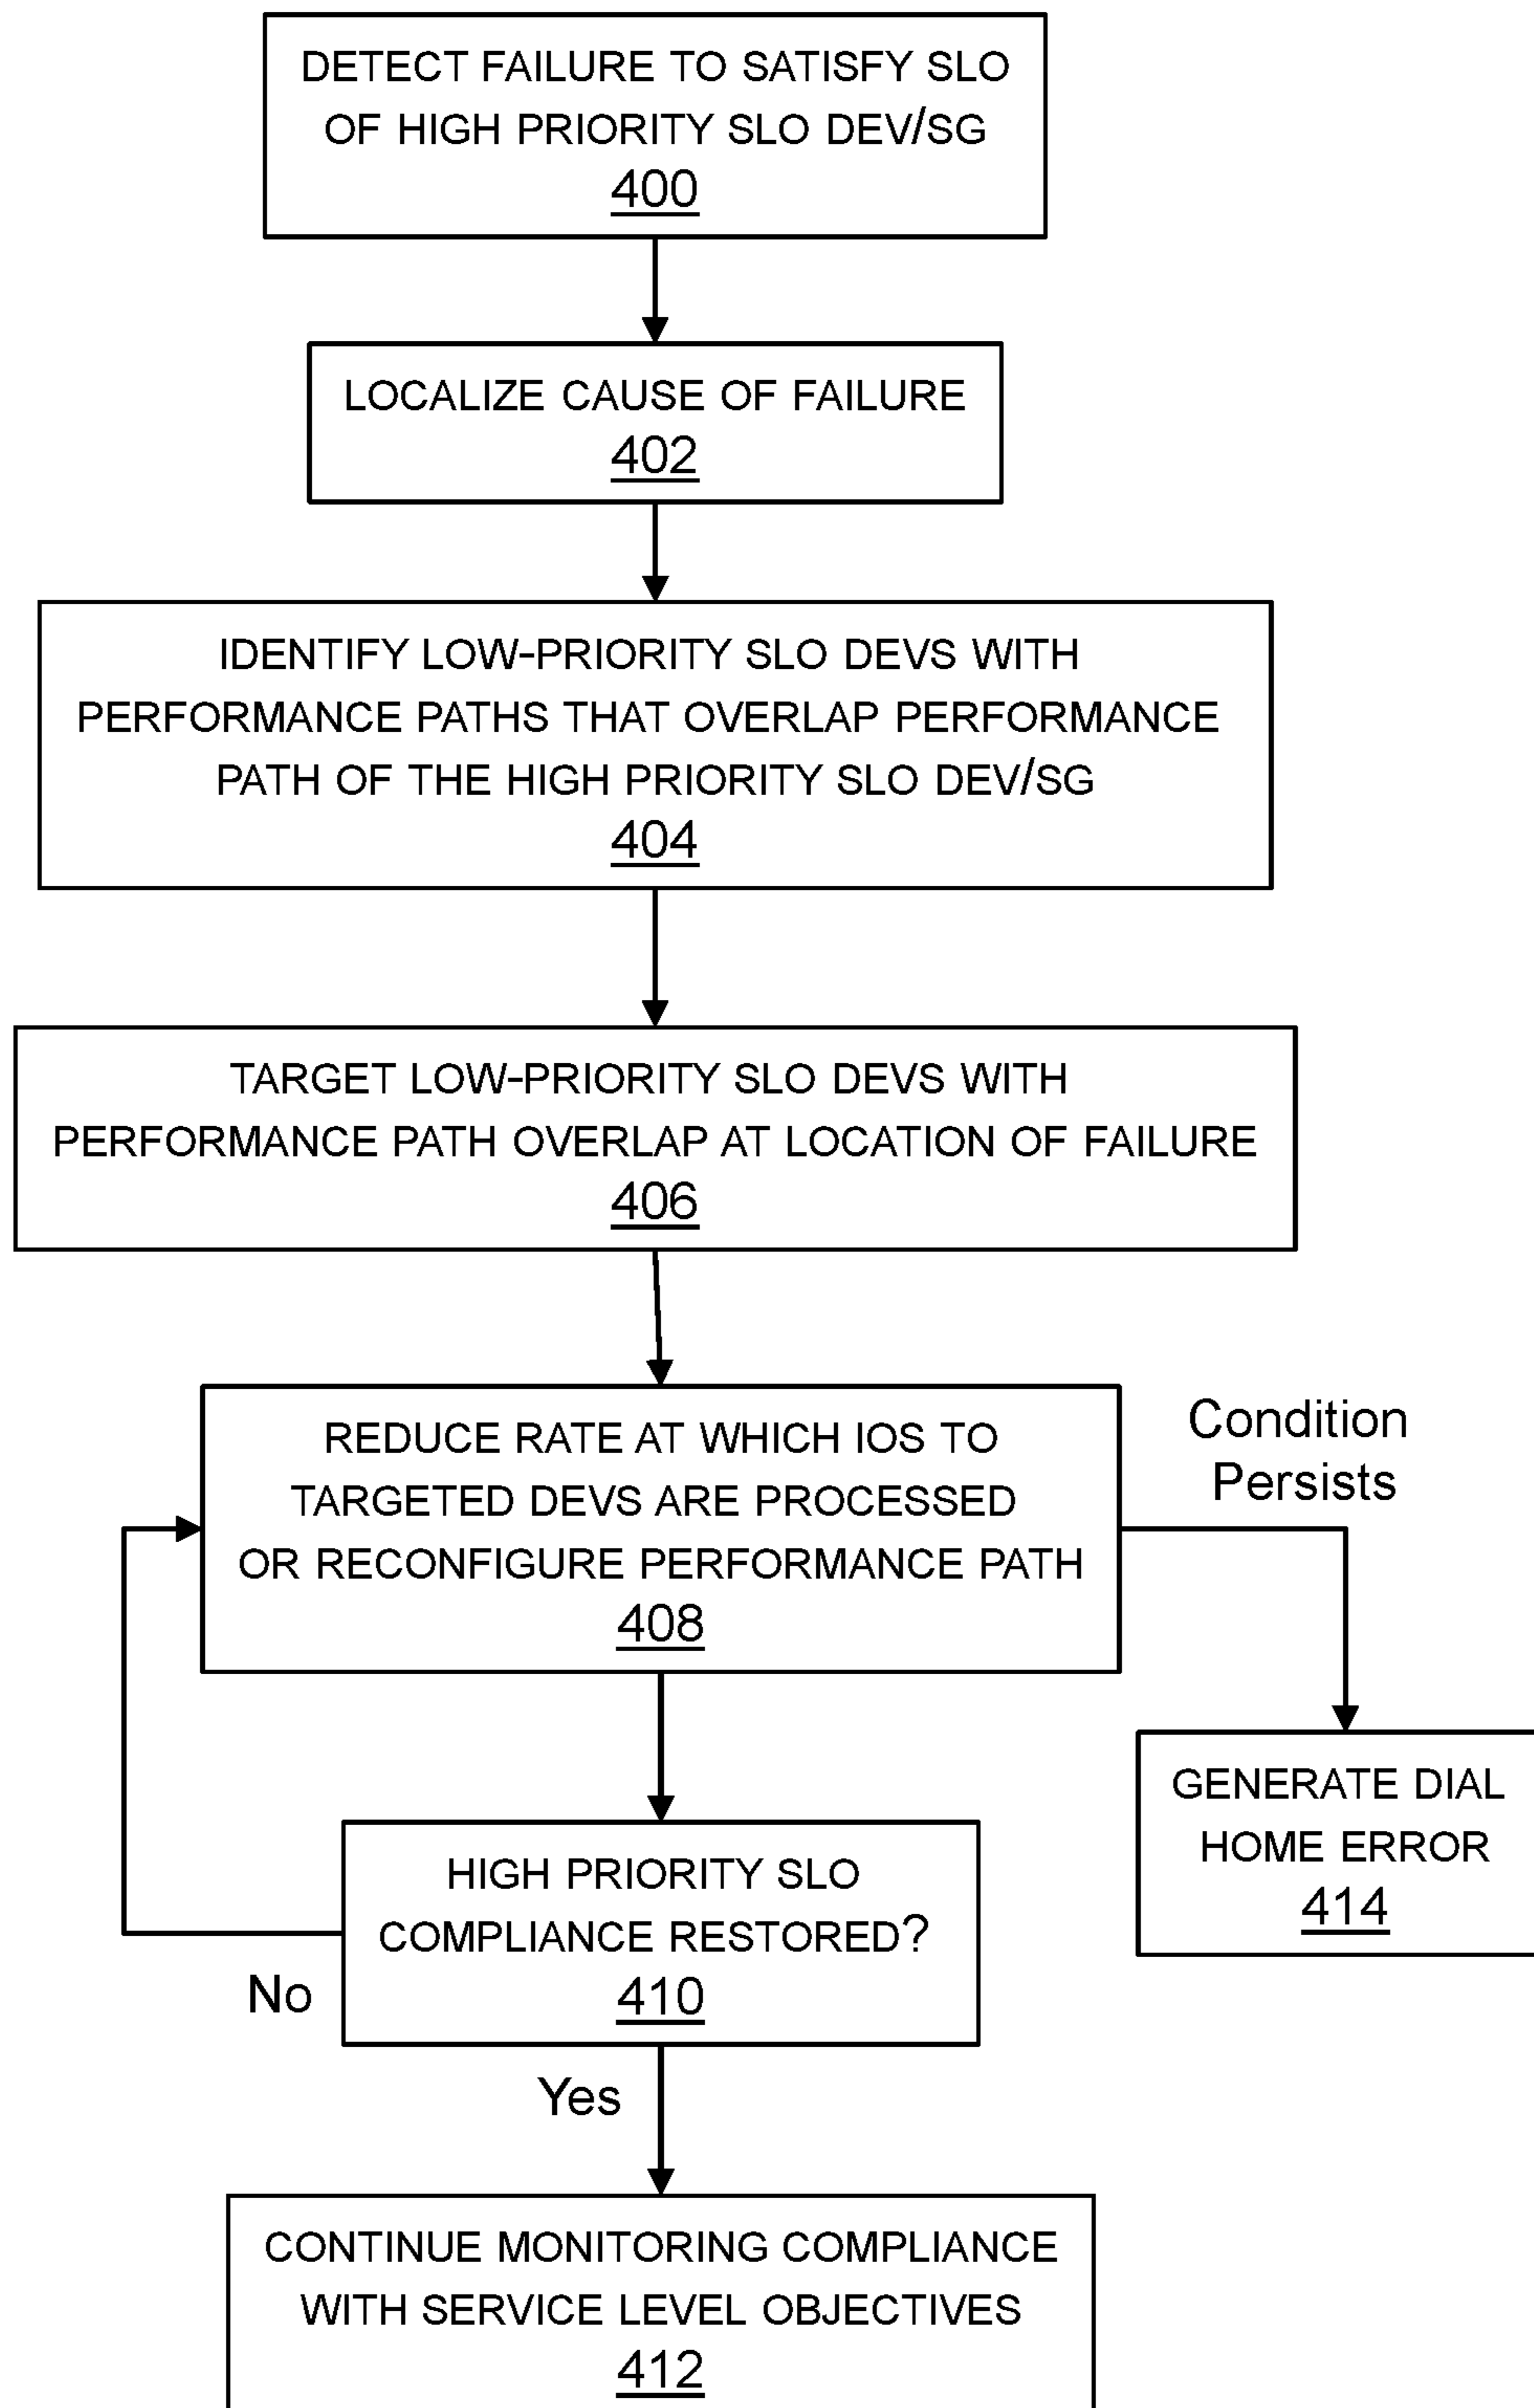 DETECT FAILURE TO SATISFY SLO
OF HIGH PRIORITY SLO DEV/SG
400
LOCALIZE CAUSE OF FAILURE
402
IDENTIFY LOW-PRIORITY SLO DEVS WITH
PERFORMANCE PATHS THAT OVERLAP PERFORMANCE
PATH OF THE HIGH PRIORITY SLO DEV/SG
404
TARGET LOW-PRIORITY SLO DEVS WITH
PERFORMANCE PATH OVERLAP AT LOCATION OF FAILURE
406
REDUCE RATE AT WHICH IOS TO
TARGETED DEVS ARE PROCESSED
OR RECONFIGURE PERFORMANCE PATH
408
Condition
Persists
GENERATE DIAL
HOME ERROR
414
HIGH PRIORITY SLO
COMPLIANCE RESTORED?
410
No
Yes
CONTINUE MONITORING COMPLIANCE
WITH SERVICE LEVEL OBJECTIVES
412